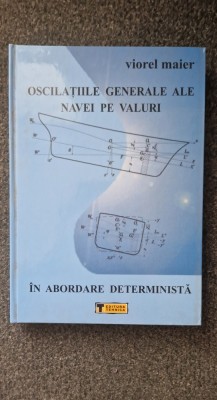 viorel maier
OSCILAȚIILE GENERALE ALE
NAVEI PE VALURI
ÎN ABORDARE DETERMINISTĂ
T EDITURA
TEHNICĂ